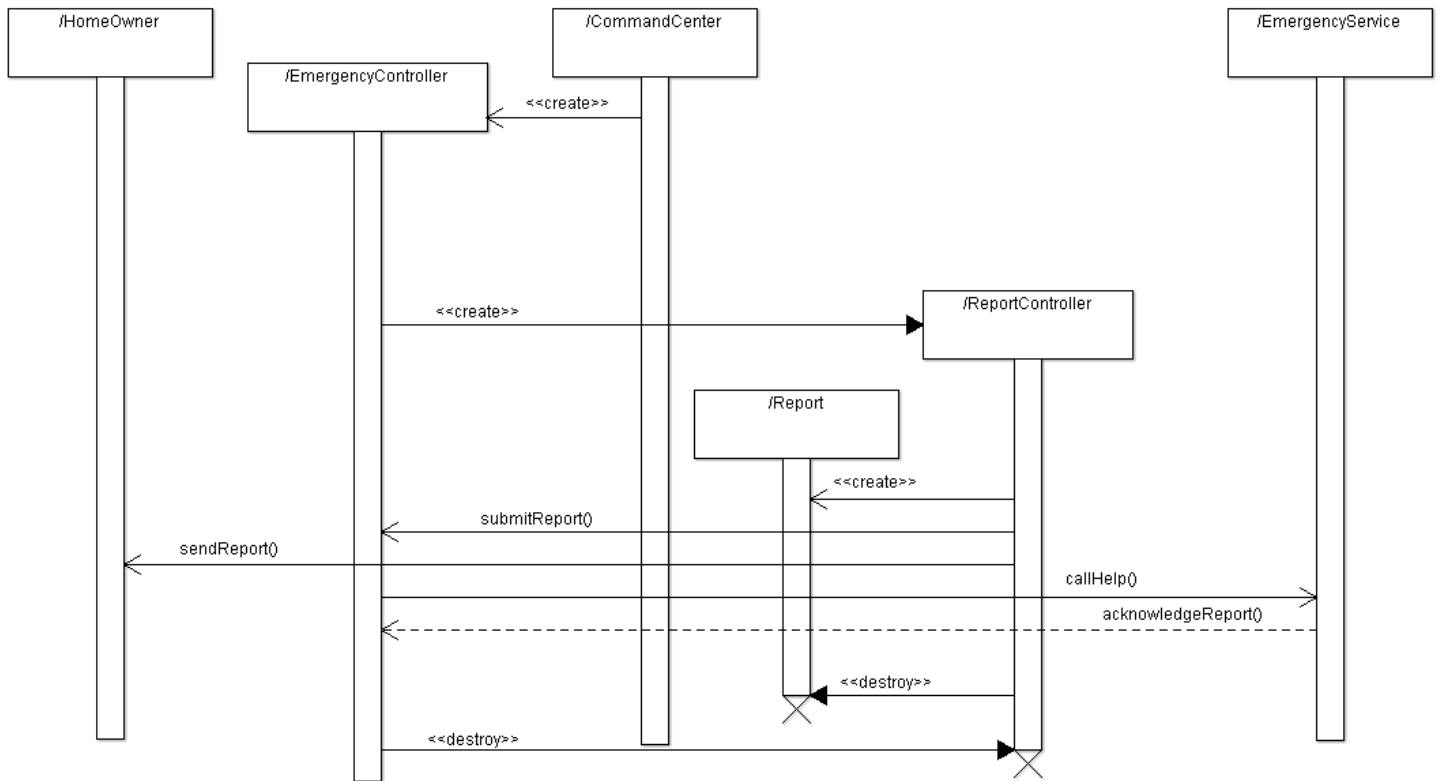 /HomeOwner
/CommandCenter
/EmergencyService
/EmergencyController
<<create>>
<<create>>
/ReportController
/Report
<<create>>
submitReport()
sendReport()
callHelp()
acknowledgeReport()
<<destroy>>
<<destroy>>